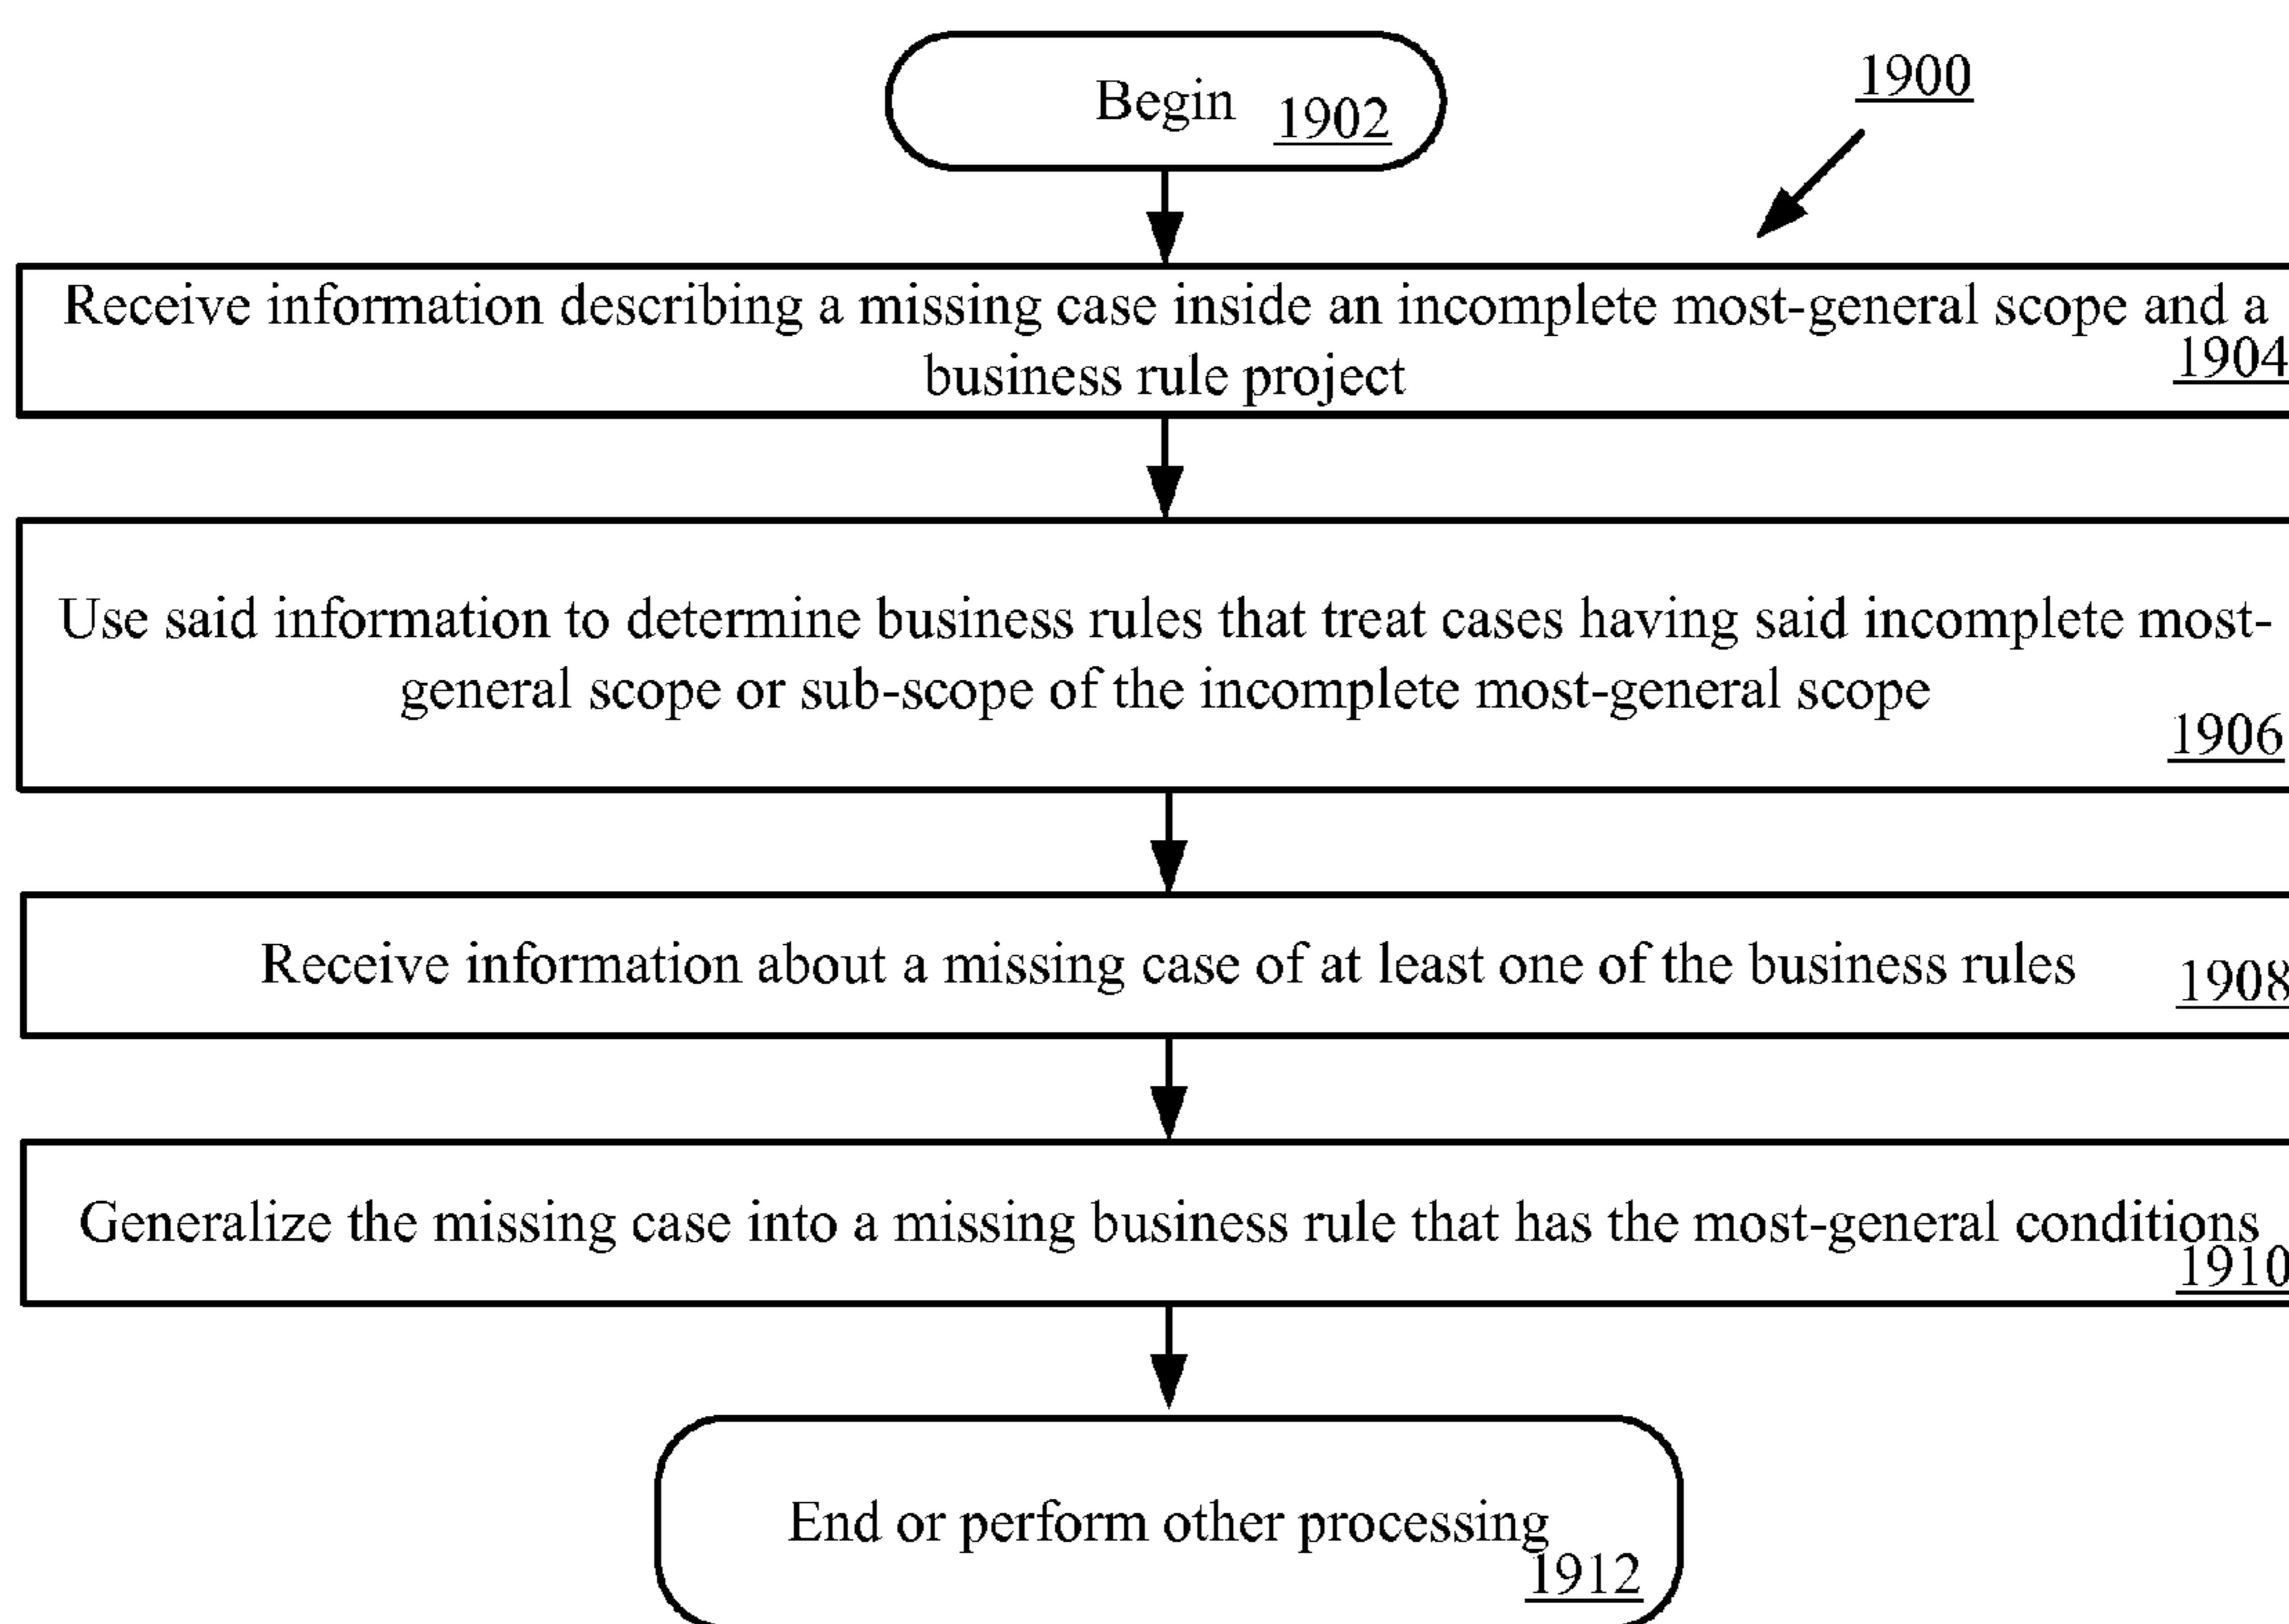 1900
Begin 1902
Receive information describing a missing case inside an incomplete most-general scope and a
business rule project
1904
Use said information to determine business rules that treat cases having said incomplete most-
general scope or sub-scope of the incomplete most-general scope
1906
Receive information about a missing case of at least one of the business rules 1908
Generalize the missing case into a missing business rule that has the most-general conditions
1910
End or perform other processing
1912